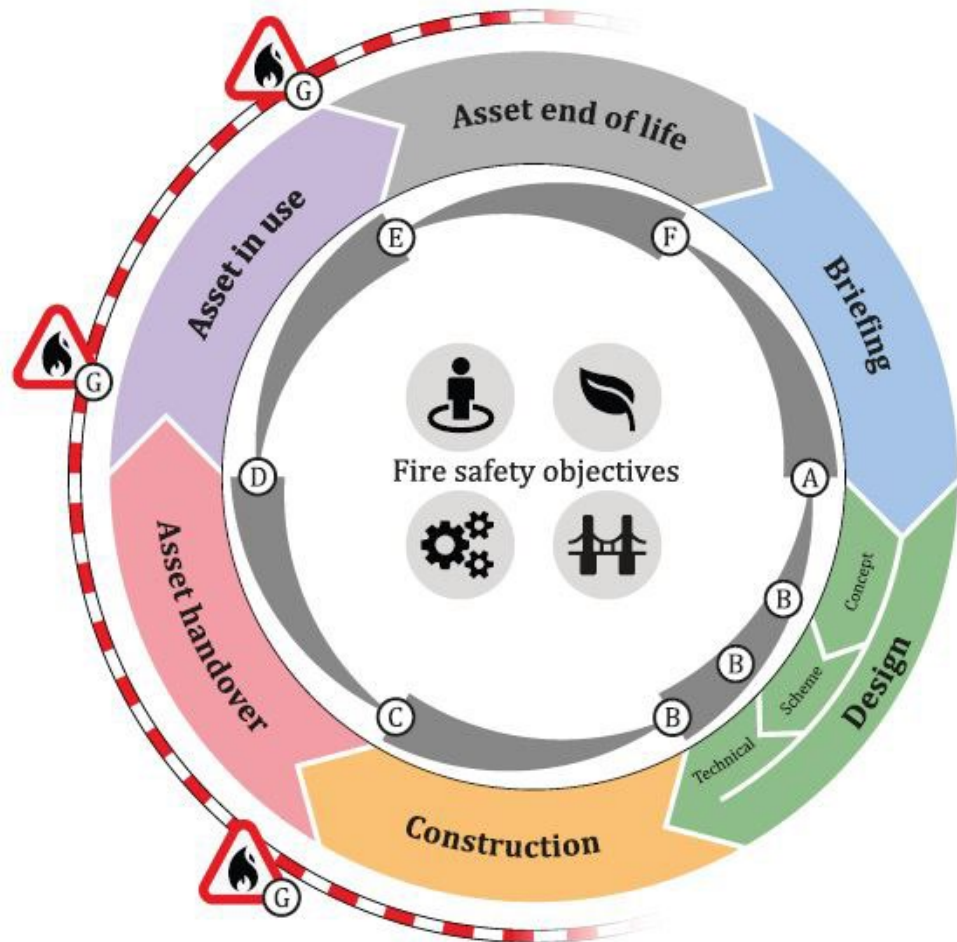 G
Asset end of life
Asset in use
E
F
Briefing
G
Fire safety objectives
D
A
Concept
B
Asset handover
Design
B
Scheme
C
B
Technical
Construction
G